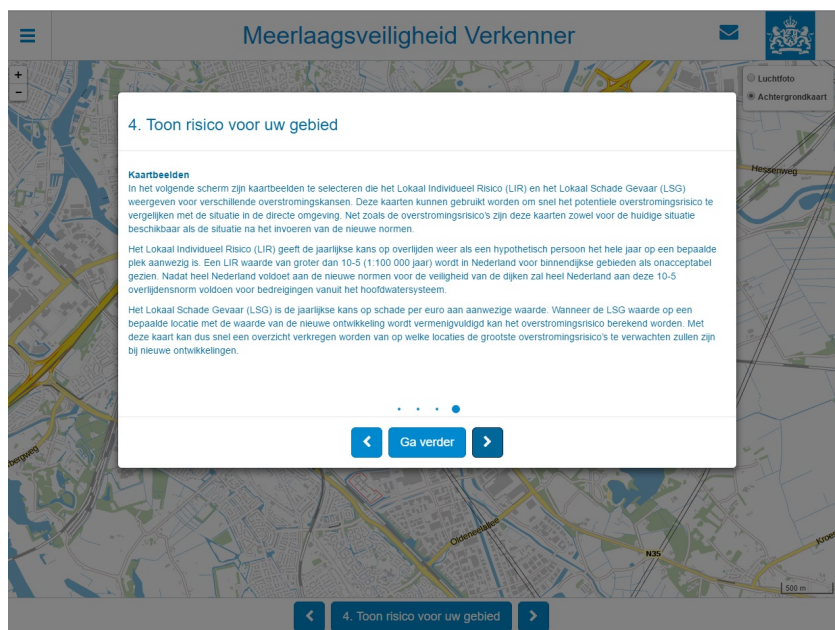 Meerlaagsveiligheid Verkenner
+
-
Luchtfoto
Achtergrondkaart
4. Toon risico voor uw gebied
Hessenweg
Kaartbeelden
In het volgende scherm zijn kaartbeelden te selecteren die het Lokaal Individueel Risico (LIR) en het Lokaal Schade Gevaar (LSG)
weergeven voor verschillende overstromingskansen. Deze kaarten kunnen gebruikt worden om snel het potentiele overstromingsrisico te
vergelijken met de situatie in de directe omgeving. Net zoals de overstromingsrisico's zijn deze kaarten zowel voor de huidige situatie
beschikbaar als de situatie na het invoeren van de nieuwe normen.
Het Lokaal Individueel Risico (LIR) geeft de jaarlijkse kans op overlijden weer als een hypothetisch persoon het hele jaar op een bepaalde
plek aanwezig is. Een LIR waarde van groter dan 10-5 (1:100 000 jaar) wordt in Nederland voor binnendijkse gebieden als onacceptabel
gezien. Nadat heel Nederland voldoet aan de nieuwe normen voor de veiligheid van de dijken zal heel Nederland aan deze 10-5
overlijdensnorm voldoen voor bedreigingen vanuit het hoofdwatersysteem.
Het Lokaal Schade Gevaar (LSG) is de jaarlijkse kans op schade per euro aan aanwezige waarde. Wanneer de LSG waarde op een
bepaalde locatie met de waarde van de nieuwe ontwikkeling wordt vermenigvuldigd kan het overstromingsrisico berekend worden. Met
deze kaart kan dus snel een overzicht verkregen worden van op welke locaties de grootste overstromingsrisico's te verwachten zullen zijn
bij nieuwe ontwikkelingen.
Ga verder
Oldeneelallee
N35
500 m
4. Toon risico voor uw gebied